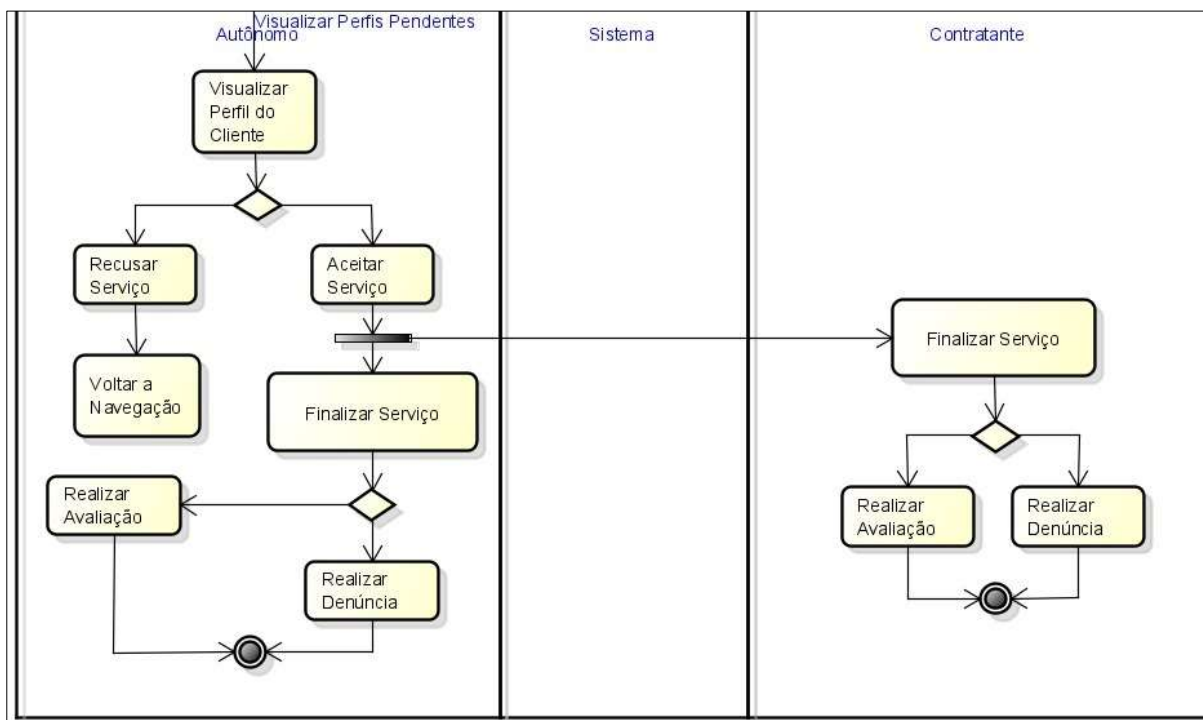 Visualizar Perfis Pendentes
Autônomo
Sistema
Contratante
Visualizar
Perfil do
Cliente
Recusar
Serviço
Aceitar
Serviço
Voltar a
Navegação
Finalizar Serviço
Finalizar Serviço
Realizar
Avaliação
Realizar
Denúncia
Realizar
Avaliação
Realizar
Denúncia